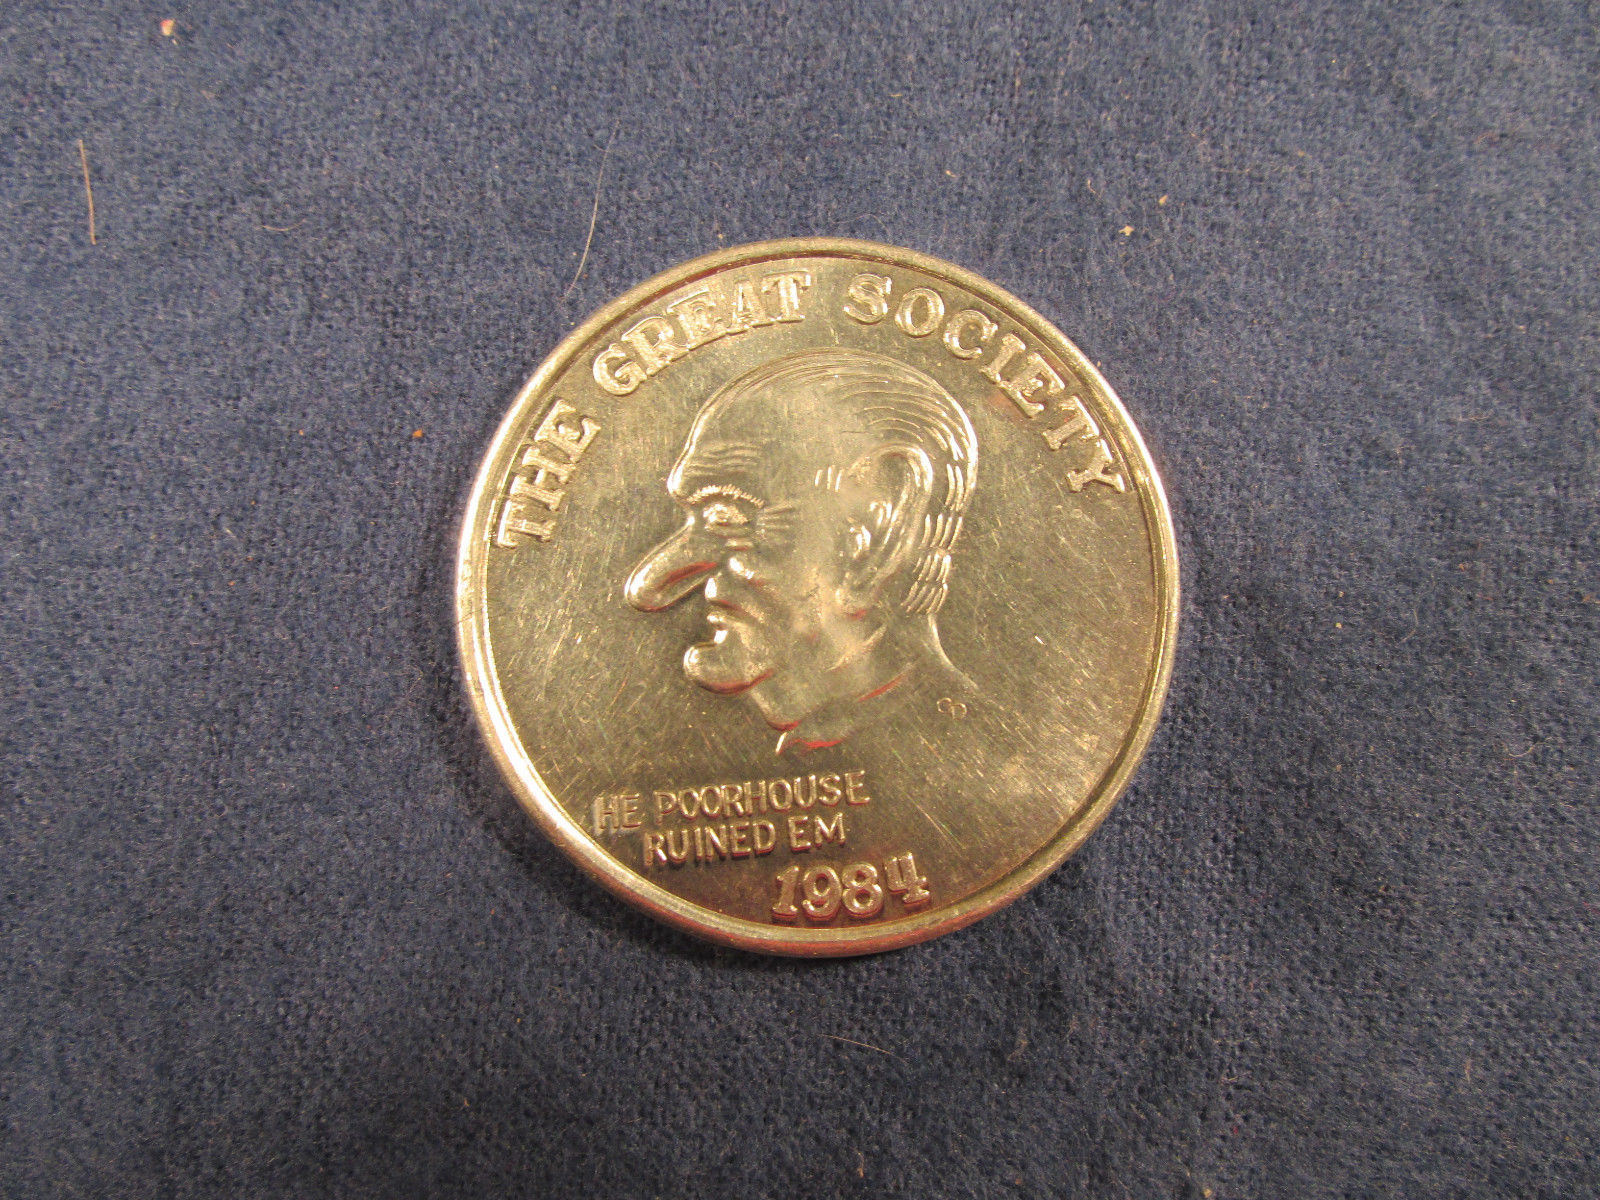 THE GREAT SOCIETY
HE POORHOUSE
RUINED EM
1984